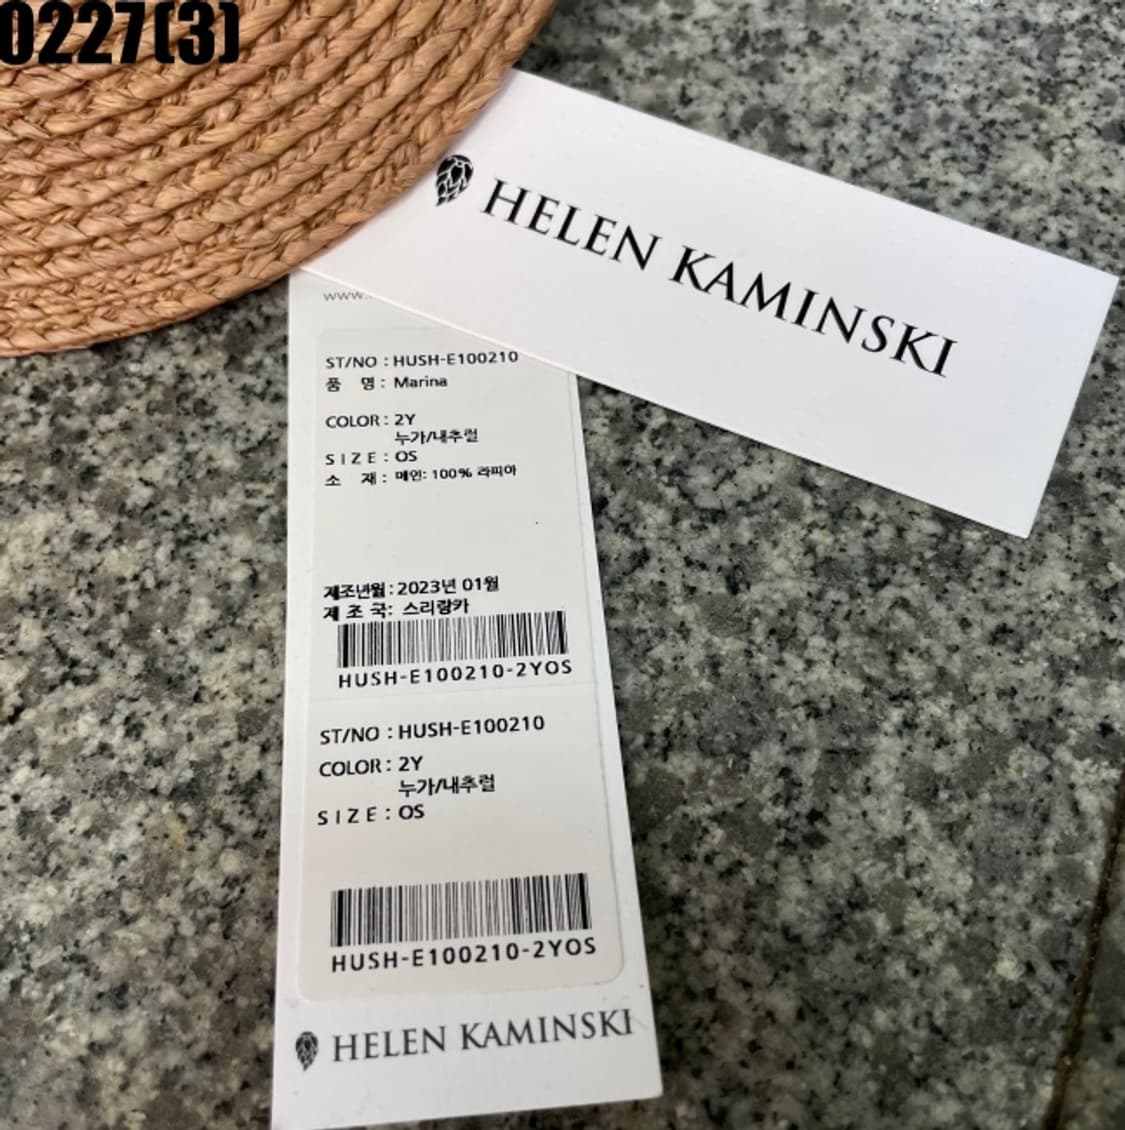 0227(3)
HELEN KAMINSKI
www.
ST/NO : HUSH-E100210
품 명 : Marina
COLOR : 2Y
누가/내추럴
SIZE : OS
소 재 : 메인: 100% 라피아
제조년월 : 2023년 01월
제 조 국: 스리랑카
HUSH-E100210-2YOS
ST/NO : HUSH-E100210
COLOR : 2Y
누가/내추럴
SIZE : OS
HUSH-E100210-2YOS
HELEN KAMINSKI